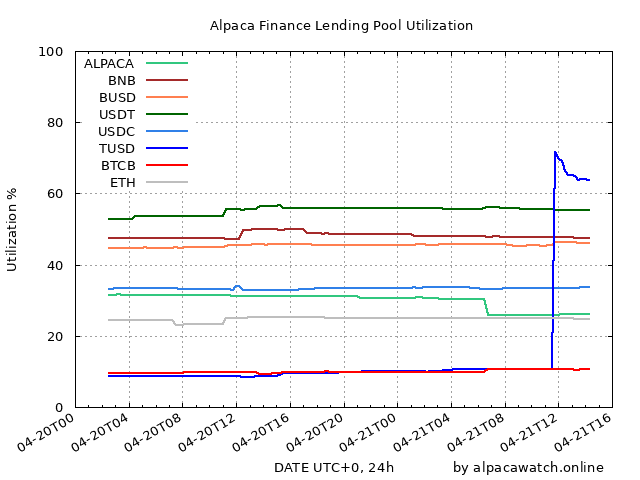 Alpaca Finance Lending Pool Utilization
100
80
60
40
20
0
Utilization %
ALPACA
BNB
BUSD
USDT
USDC
TUSD
BTCB
ETH
04-20T00
04-20T04
04-20T08
04-20T12
04-20T16
04-20T20
04-21T00
04-21T04
04-21T08
04-21T12
04-21T16
DATE UTC+0, 24h
by alpacawatch.online